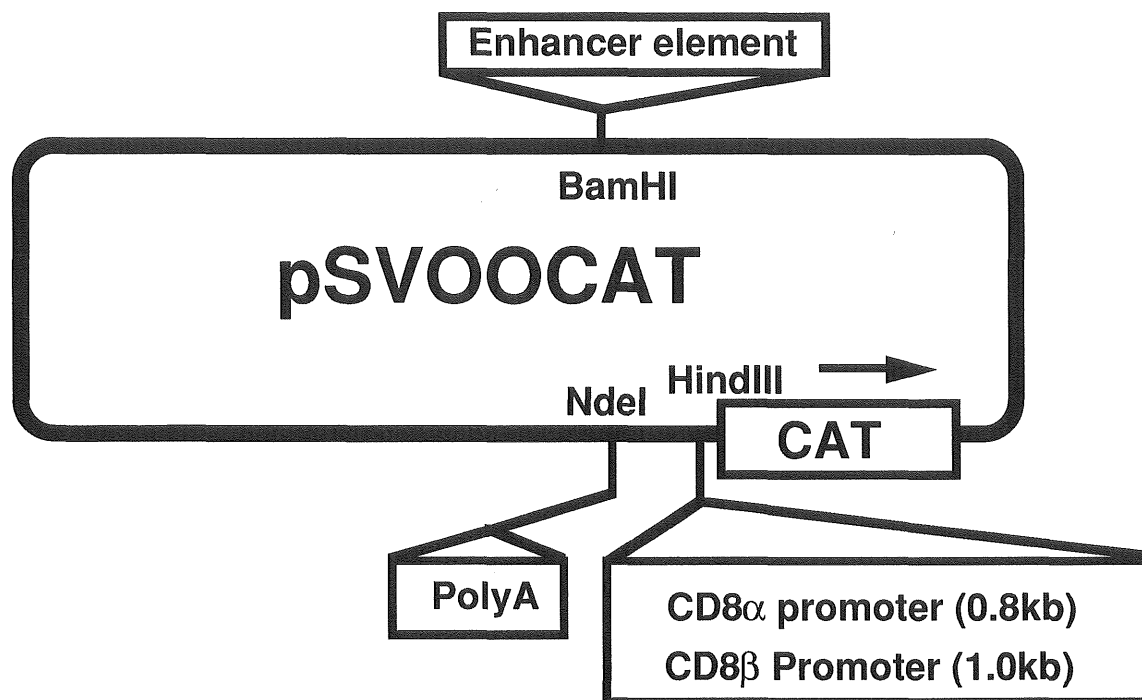 Enhancer element
BamHI
pSVOOCAT
HindIII
NdeI
CAT
PolyA
CD8α promoter (0.8kb)
CD8β Promoter (1.0kb)